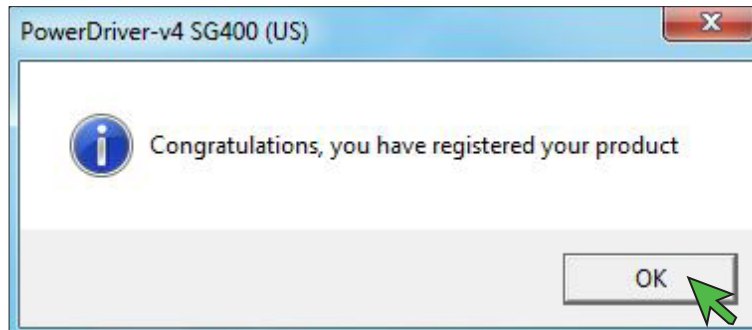 PowerDriver-v4 SG400 (US)
Congratulations, you have registered your product
OK